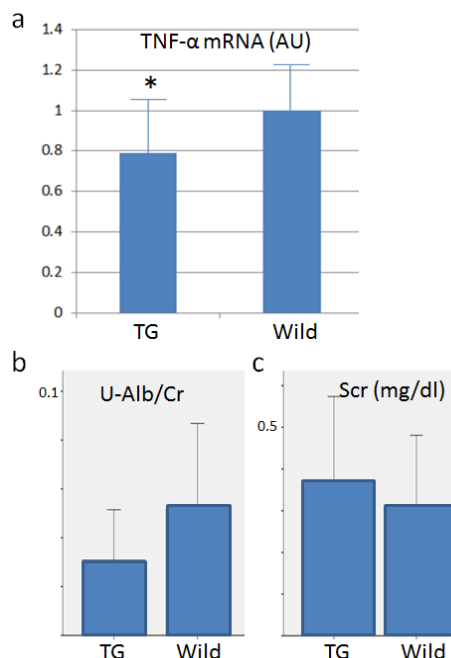 a
TNF-α mRNA (AU)
1.4
1.2
1
0.8
0.6
0.4
0.2
0
*
TG Wild
b
U-Alb/Cr
0.1
TG Wild
c
Scr (mg/dl)
0.5
TG Wild